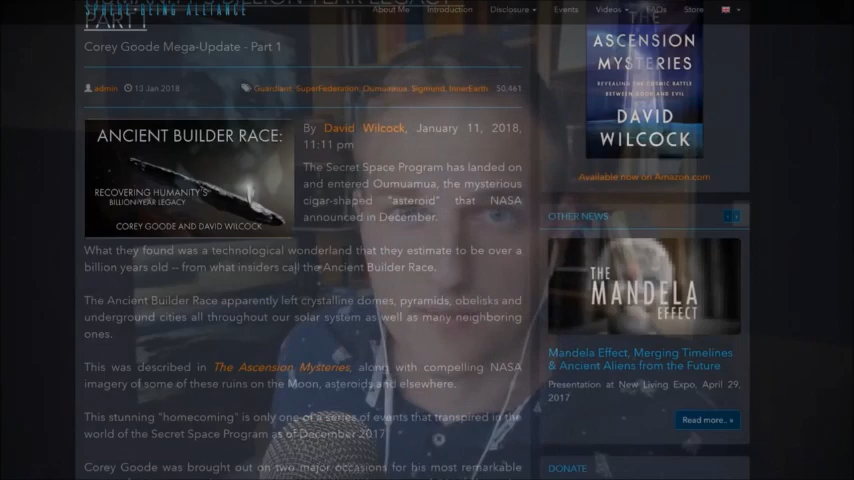 HUMANITY'S BILLION YEAR LEGACY
PART 1
SPHERE-BEING ALLIANCE
About Me Introduction Disclosure Events Videos FAQs Store
Corey Goode Mega-Update - Part 1
admin 13 Jan 2018 Guardians, SuperFederation, Oumuamua, Sigmund, InnerEarth 50,461
ANCIENT BUILDER RACE:
RECOVERING HUMANITY'S
BILLION-YEAR LEGACY
COREY GOODE AND DAVID WILCOCK
By David Wilcock, January 11, 2018,
11:11 pm
The Secret Space Program has landed on
and entered Oumuamua, the mysterious
cigar-shaped "asteroid" that NASA
announced in December.
What they found was a technological wonderland that they estimate to be over a
billion years old -- from what insiders call the Ancient Builder Race.
The Ancient Builder Race apparently left crystalline domes, pyramids, obelisks and
underground cities all throughout our solar system as well as many neighboring
ones.
This was described in The Ascension Mysteries, along with compelling NASA
imagery of some of these ruins on the Moon, asteroids and elsewhere.
This stunning "homecoming" is only one of a series of events that transpired in the
world of the Secret Space Program as of December 2017
Corey Goode was brought out on two major occasions for his most remarkable
THE
ASCENSION
MYSTERIES
REVEALING THE COSMIC BATTLE
BETWEEN GOOD AND EVIL
DAVID
WILCOCK
Available now on Amazon.com
OTHER NEWS
THE
MANDELA
EFFECT
Mandela Effect, Merging Timelines
& Ancient Aliens from the Future
Presentation at New Living Expo, April 29,
2017
Read more.. »
DONATE